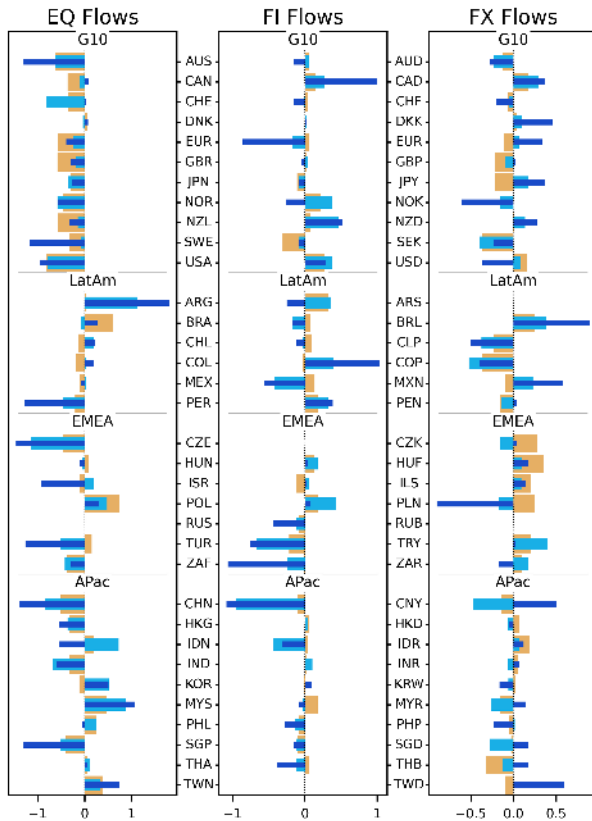 EQ Flows FI Flows FX Flows
G10 G10 G10
AUS AUD
CAN CAD
CHF CHF
DNK DKK
EUR EUR
GBR GBP
JPN JPY
NOR NOK
NZL NZD
SWE SEK
USA USD
LatAm LatAm LatAm
ARG ARS
BRA BRL
CHL CLP
COL COP
MEX MXN
PER PEN
EMEA EMEA EMEA
CZE CZK
HUN HUF
ISR ILS
POL PLN
RUS RUB
TUR TRY
ZAF ZAR
APac APac APac
CHN CNY
HKG HKD
IDN IDR
IND INR
KOR KRW
MYS MYR
PHL PHP
SGP SGD
THA THB
TWN TWD
−1 0 1 −1 0 1 −0.5 0.0 0.5